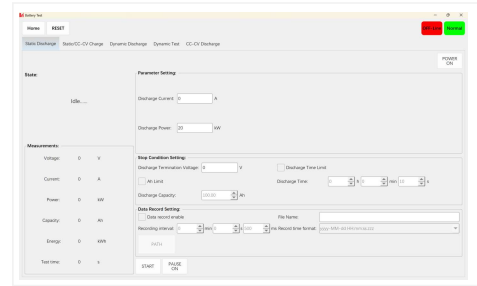 Battery Test
Home RESET
Normal
Static Discharge Static/CC-CV Charge Dynamic Discharge Dynamic Test CC-CV Discharge
POWER
ON
State:
Idle....
Parameter Setting:
Discharge Current: 0 A
Discharge Power: 20 kW
Measurements:
Voltage: 0 V
Current: 0 A
Power: 0 kW
Capacity: 0 Ah
Energy: 0 kWh
Test time: 0 s
Stop Condition Setting:
Discharge Termination Voltage: 0 V Discharge Time Limit
Ah Limit Discharge Time: 0 h 0 min 10 s
Discharge Capacity: 100.00 Ah
Data Record Setting:
Data record enable File Name:
Recording interval: 0 min 0 s 500 ms Record time format:
PATH
START PAUSE
ON